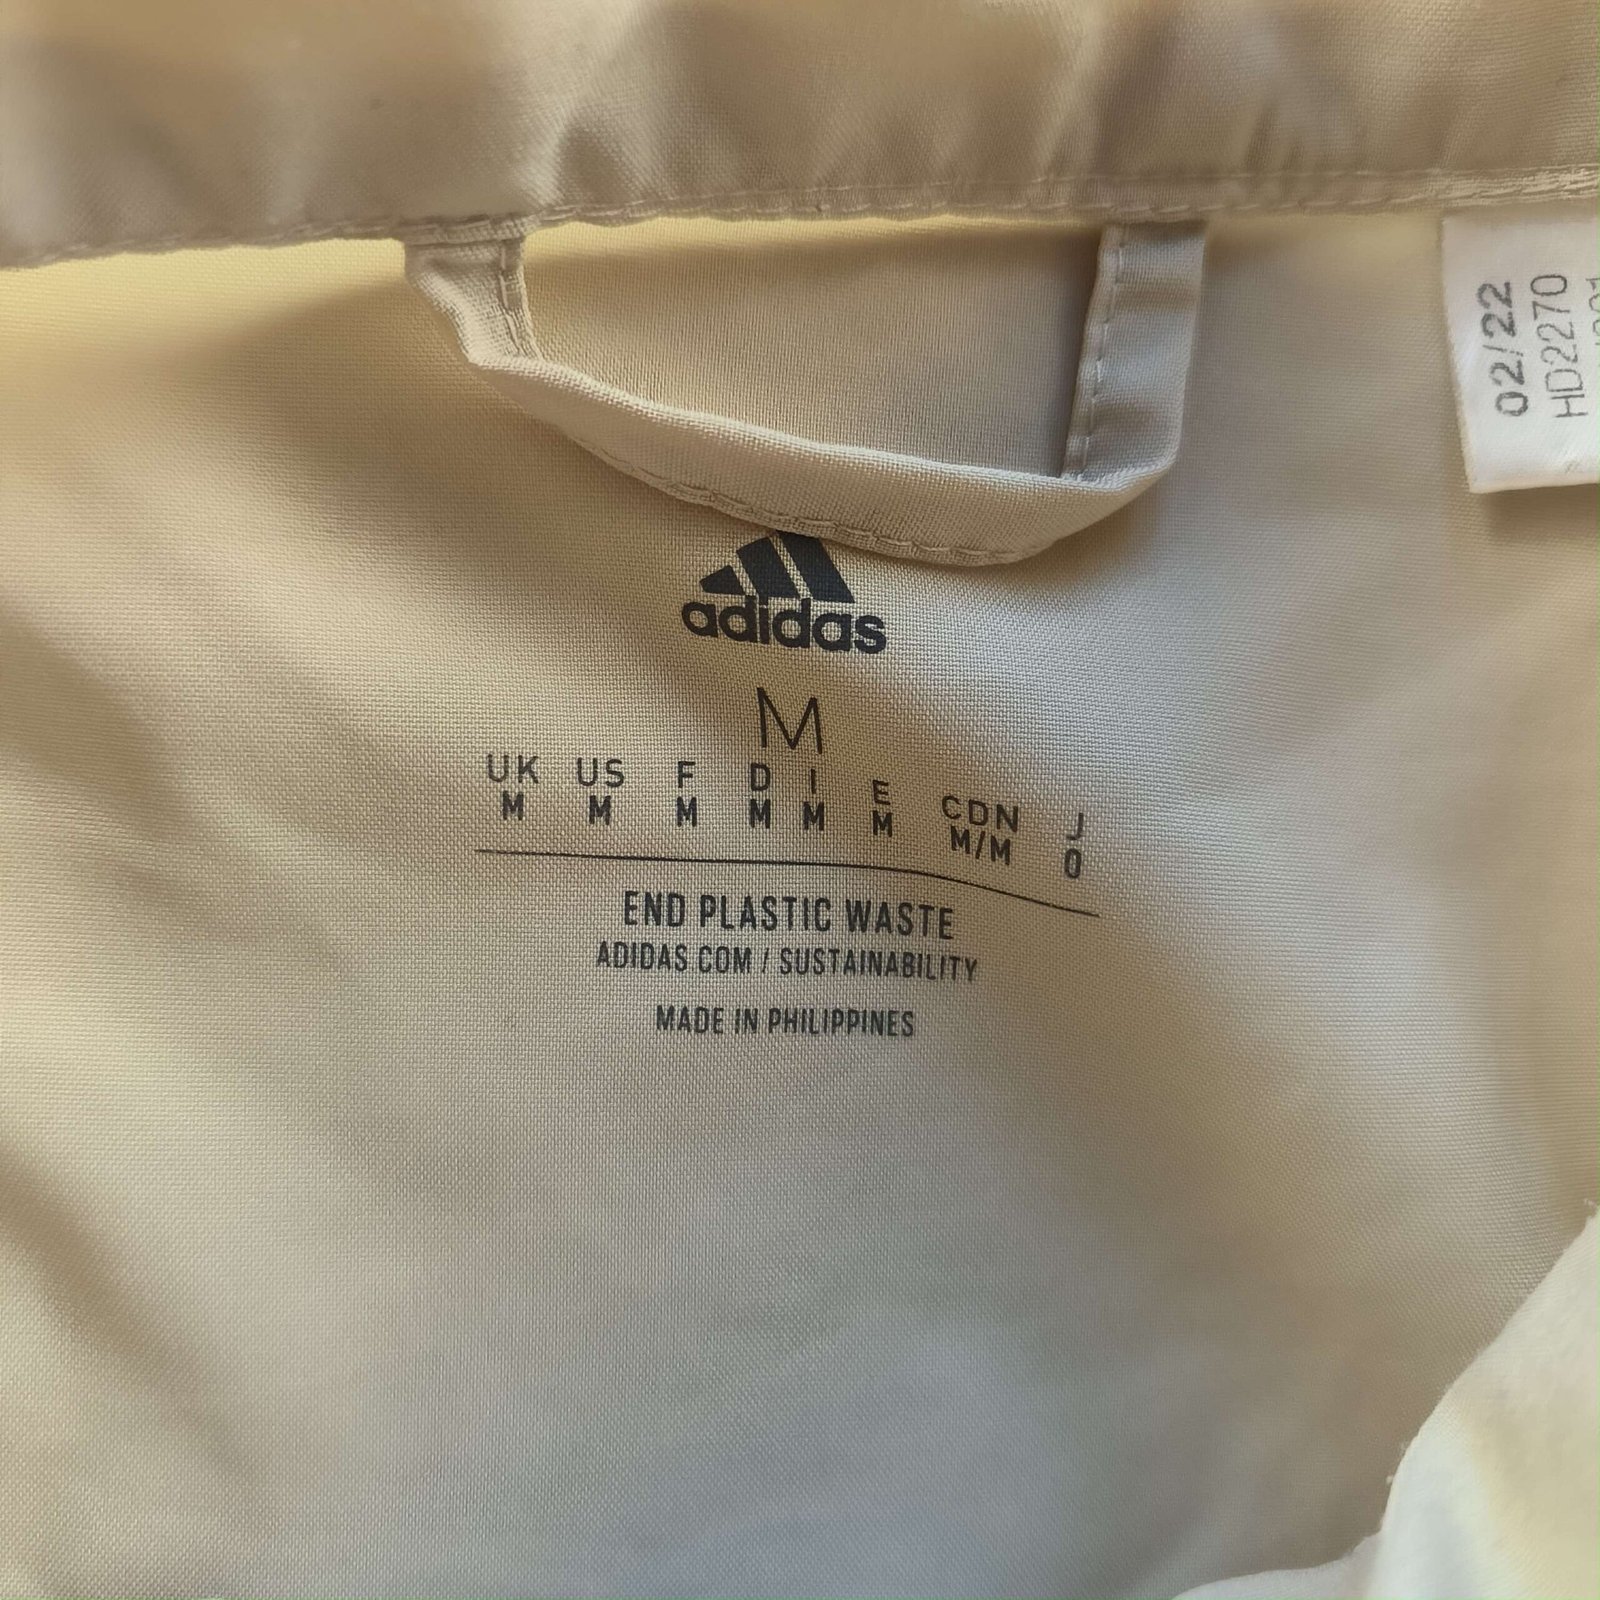 adidas
M
UK US F D I E CDN J
M M M M M M M/M O
END PLASTIC WASTE
ADIDAS.COM / SUSTAINABILITY
MADE IN PHILIPPINES
02/22
HD2270